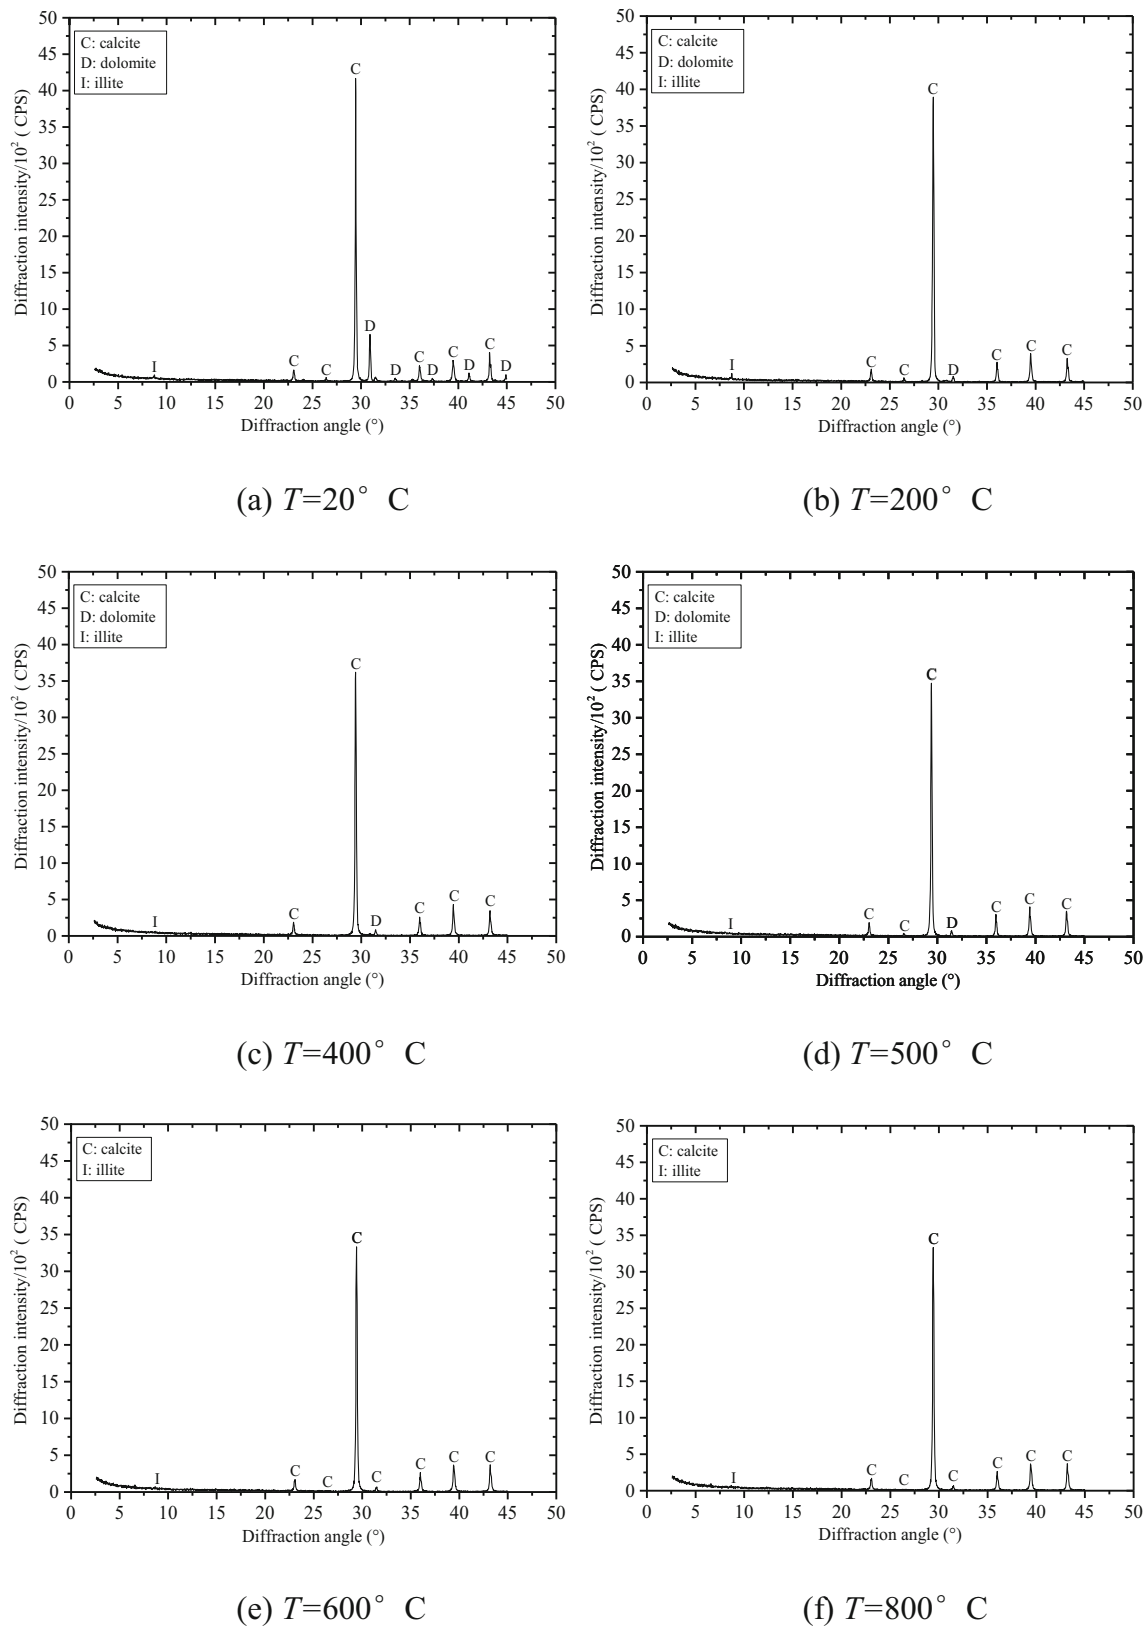 C: calcite
D: dolomite
I: illite
Diffraction intensity/10² ( CPS)
50
45
40
35
30
25
20
15
10
5
0
C
I
C
C
D
D
C
D
C
D
C
D
0 5 10 15 20 25 30 35 40 45 50
Diffraction angle (°)
(a) T=20° C
C: calcite
D: dolomite
I: illite
Diffraction intensity/10² ( CPS)
50
45
40
35
30
25
20
15
10
5
0
C
I
C
C
D
C
C
C
0 5 10 15 20 25 30 35 40 45 50
Diffraction angle (°)
(b) T=200° C
C: calcite
D: dolomite
I: illite
Diffraction intensity/10² ( CPS)
50
45
40
35
30
25
20
15
10
5
0
C
I
C
D
C
C
C
0 5 10 15 20 25 30 35 40 45 50
Diffraction angle (°)
(c) T=400° C
C: calcite
D: dolomite
I: illite
Diffraction intensity/10² ( CPS)
50
45
40
35
30
25
20
15
10
5
0
C
I
C
C
D
C
C
C
0 5 10 15 20 25 30 35 40 45 50
Diffraction angle (°)
(d) T=500° C
C: calcite
I: illite
Diffraction intensity/10² ( CPS)
50
45
40
35
30
25
20
15
10
5
0
C
I
C
C
C
C
C
C
0 5 10 15 20 25 30 35 40 45 50
Diffraction angle (°)
(e) T=600° C
C: calcite
I: illite
Diffraction intensity/10² ( CPS)
50
45
40
35
30
25
20
15
10
5
0
C
I
C
C
C
C
C
C
0 5 10 15 20 25 30 35 40 45 50
Diffraction angle (°)
(f) T=800° C